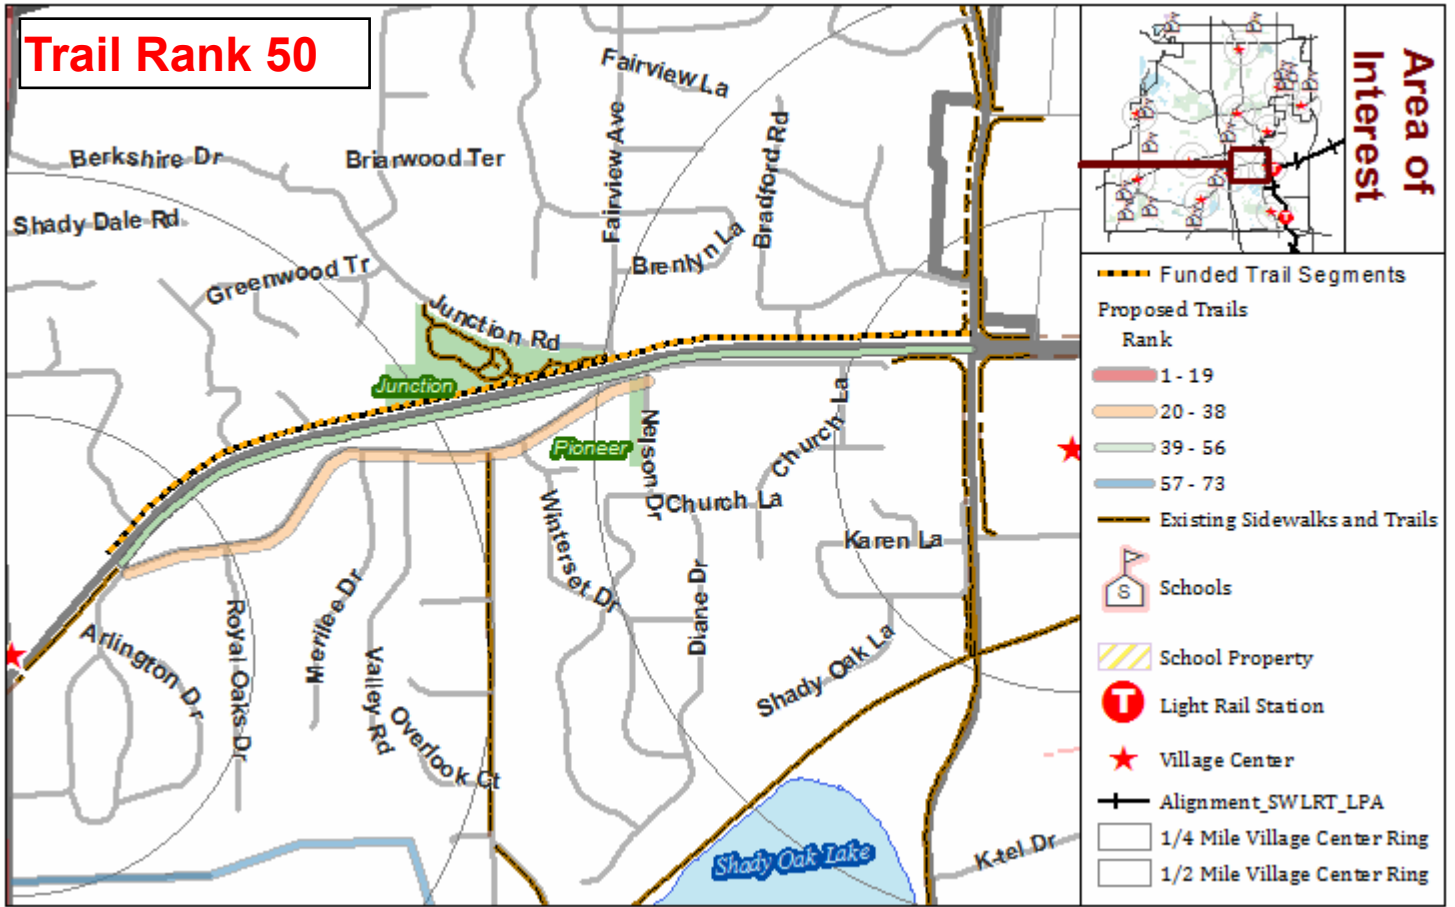 Trail Rank 50
Fairview La
Fairview Ave
Bradford Rd
Berkshire Dr
Briarwood Ter
Shady Dale Rd
Brenlyn La
Greenwood Tr
Junction Rd
Junction
Pioneer
Nelson Dr
Church La
Church La
Winterset Dr
Karen La
Diane Dr
Merilee Dr
Royal Oaks Dr
Arlington Dr
Valley Rd
Overlook Ct
Shady Oak La
Shady Oak Lake
K-tel Dr
Area of
Interest
T
Funded Trail Segments
Proposed Trails
Rank
1 - 19
20 - 38
39 - 56
57 - 73
Existing Sidewalks and Trails
S
Schools
School Property
T
Light Rail Station
Village Center
Alignment_SWLRT_LPA
1/4 Mile Village Center Ring
1/2 Mile Village Center Ring